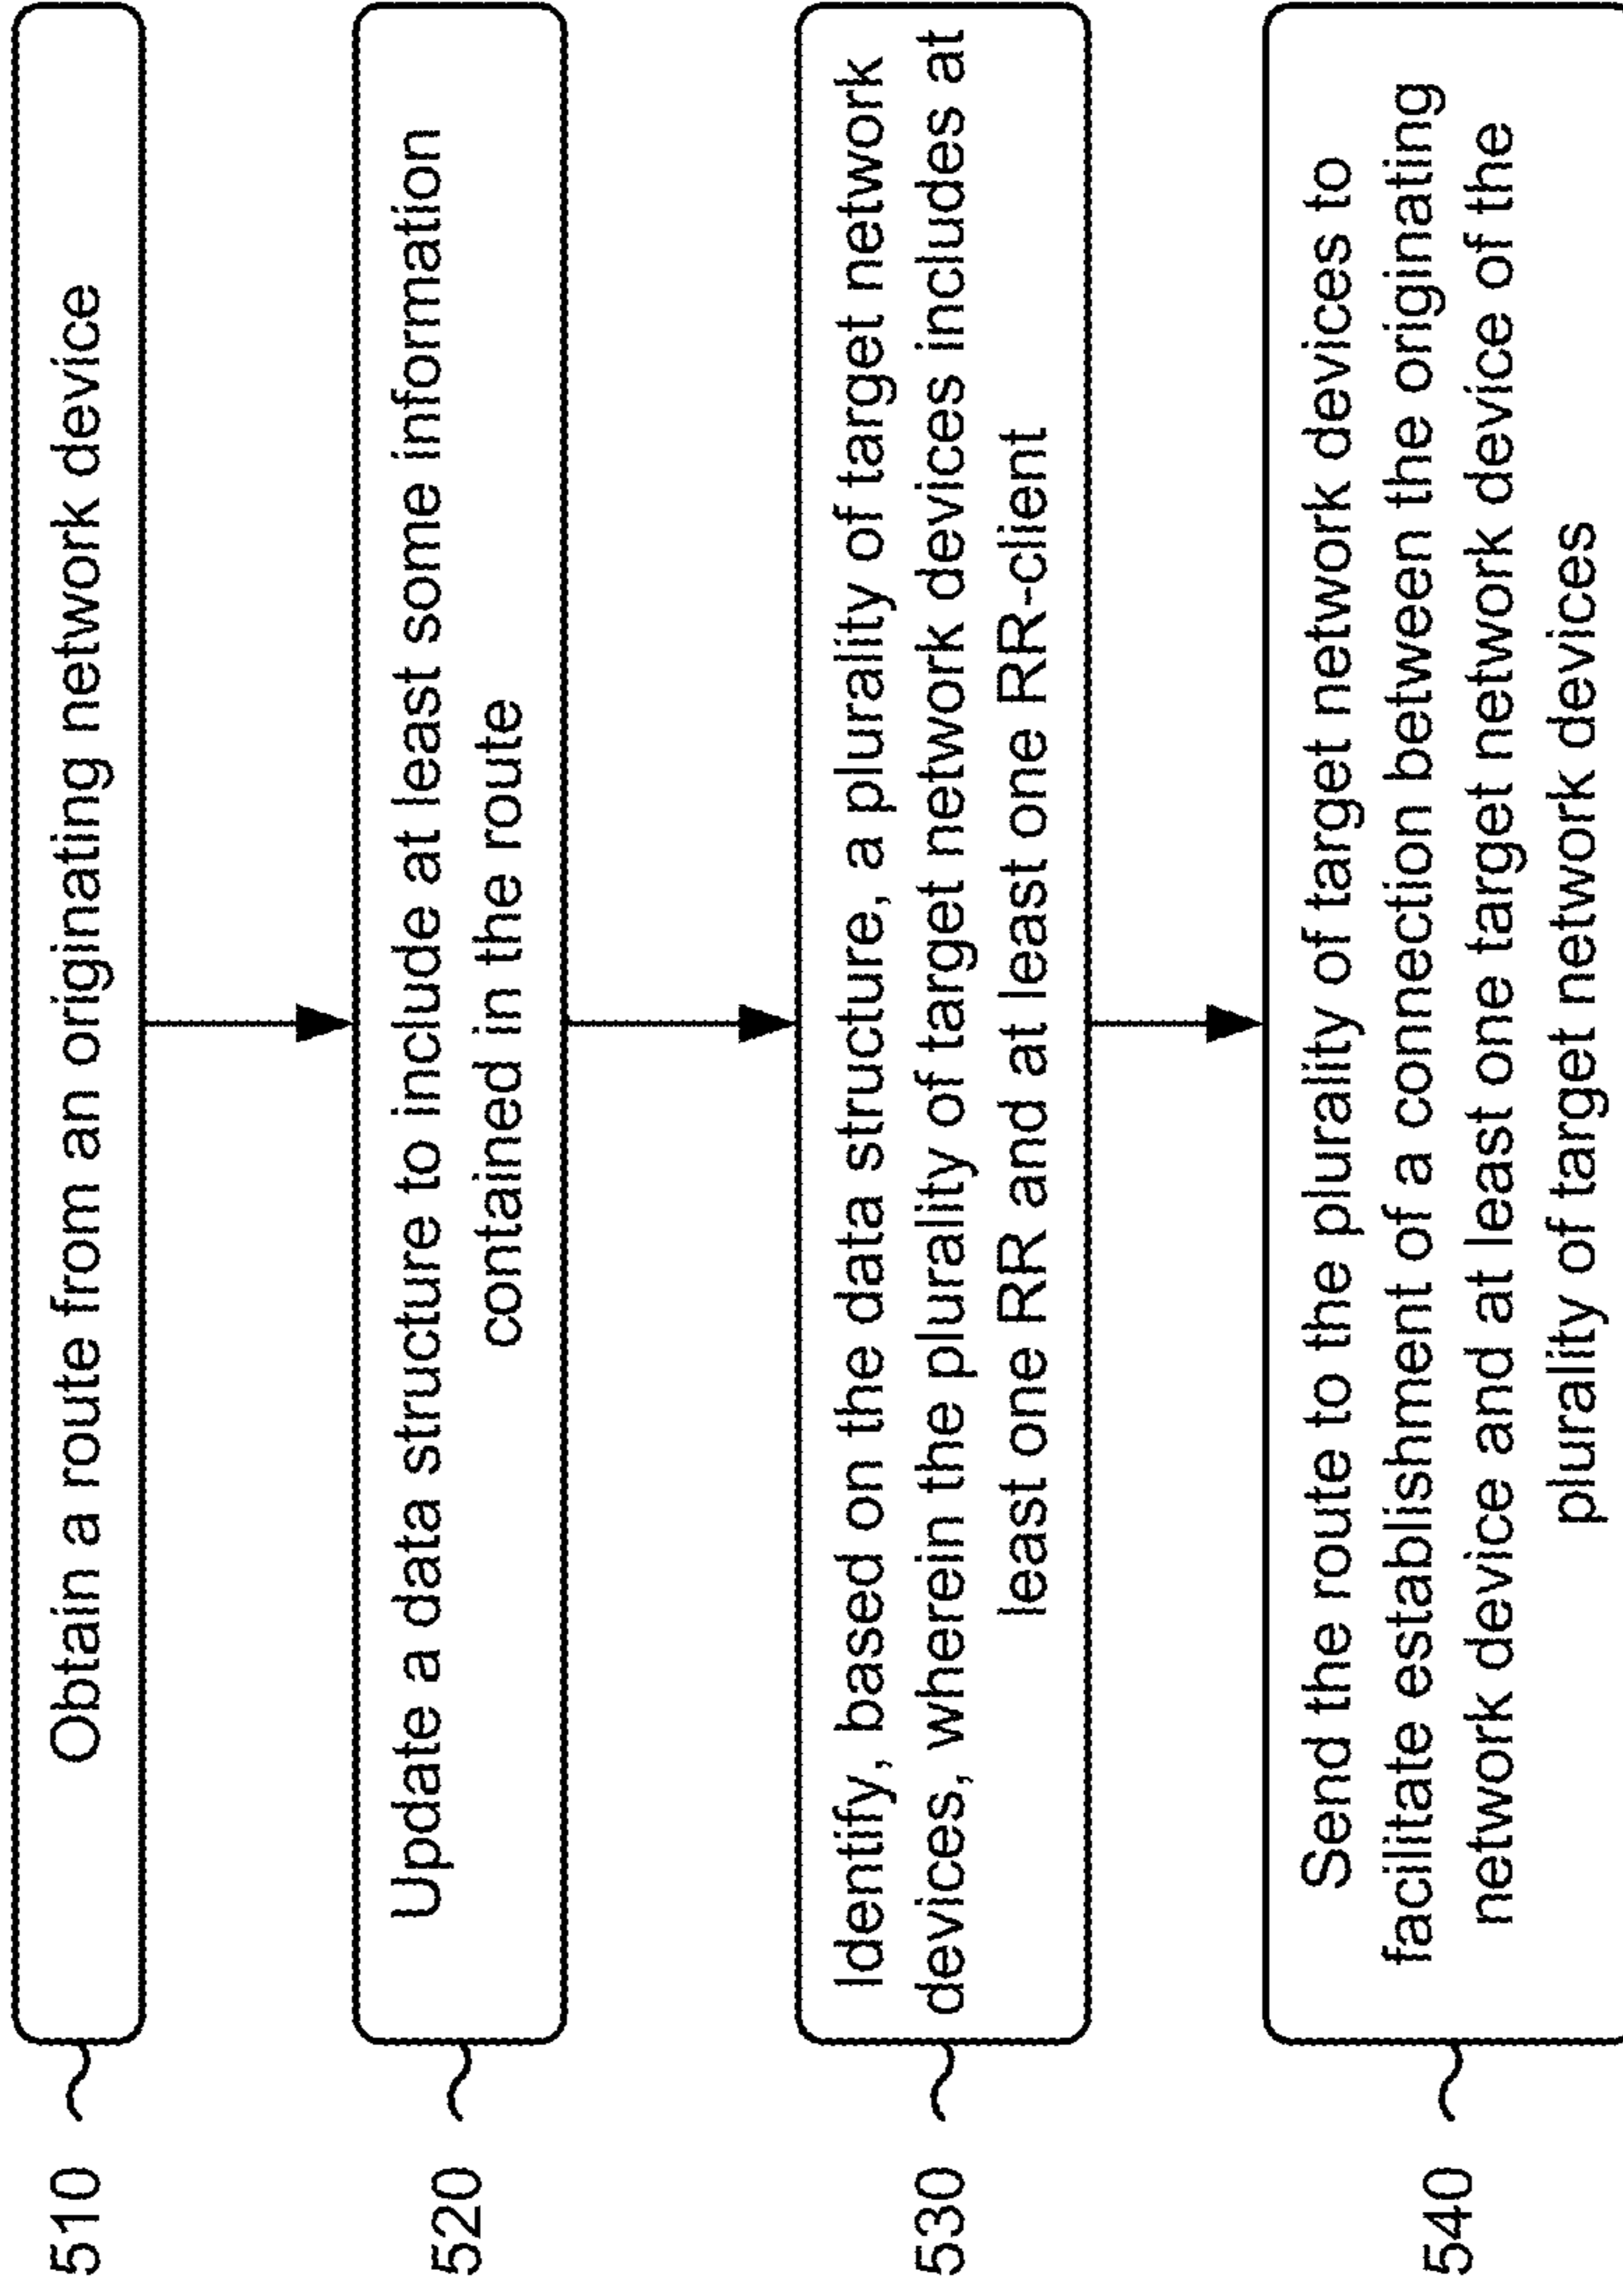 510
Obtain a route from an originating network device
520
Update a data structure to include at least some information
contained in the route
530
Identify, based on the data structure, a plurality of target network
devices, wherein the plurality of target network devices includes at
least one RR and at least one RR-client
540
Send the route to the plurality of target network devices to
facilitate establishment of a connection between the originating
network device and at least one target network device of the
plurality of target network devices